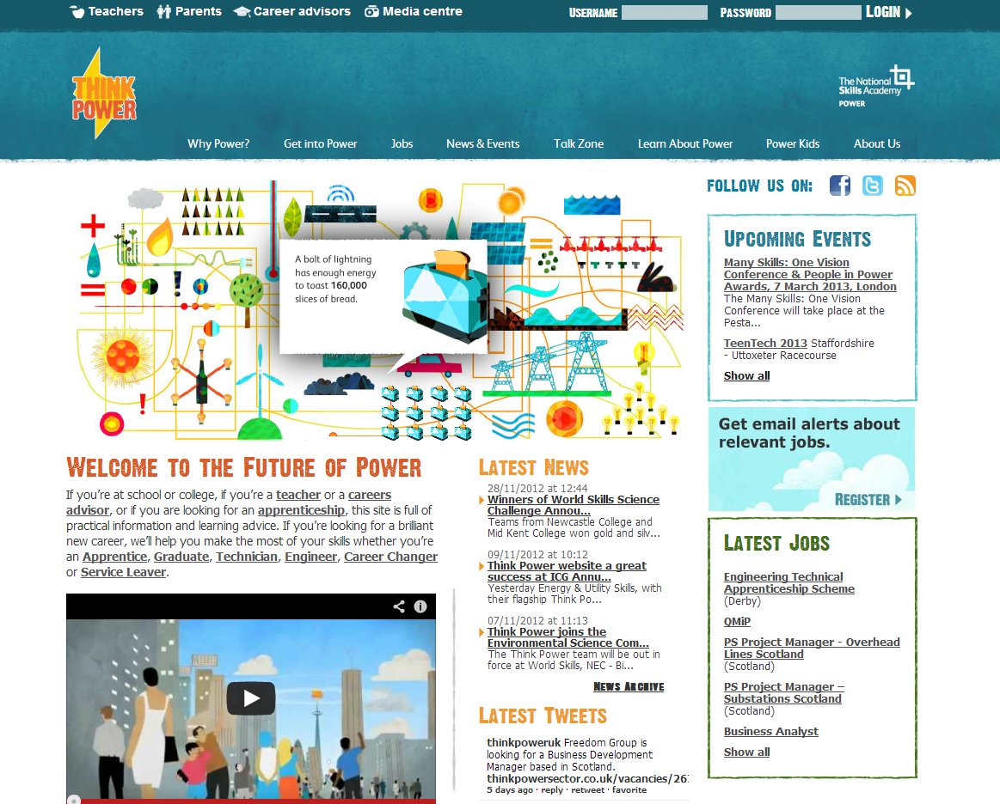 Teachers Parents Career advisors Media centre
Username Password Login
THINK
POWER
The National
Skills Academy
POWER
Why Power? Get into Power Jobs News & Events Talk Zone Learn About Power Power Kids About Us
A bolt of lightning
has enough energy
to toast 160,000
slices of bread.
Follow us on:
Upcoming Events
Many Skills: One Vision
Conference & People in Power
Awards, 7 March 2013, London
The Many Skills: One Vision
Conference will take place at the
Pesta...
TeenTech 2013 Staffordshire
- Uttoxeter Racecourse
Show all
Get email alerts about
relevant jobs.
Register
Latest Jobs
Engineering Technical
Apprenticeship Scheme
(Derby)
QMiP
PS Project Manager - Overhead
Lines Scotland
(Scotland)
PS Project Manager –
Substations Scotland
(Scotland)
Business Analyst
Show all
Welcome to the Future of Power
If you're at school or college, if you're a teacher or a careers
advisor, or if you are looking for an apprenticeship, this site is full of
practical information and learning advice. If you're looking for a brilliant
new career, we'll help you make the most of your skills whether you're
an Apprentice, Graduate, Technician, Engineer, Career Changer
or Service Leaver.
Latest News
28/11/2012 at 12:44
Winners of World Skills Science
Challenge Annou...
Teams from Newcastle College and
Mid Kent College won gold and silv...
09/11/2012 at 10:12
Think Power website a great
success at ICG Annu...
Yesterday Energy & Utility Skills, with
their flagship Think Po...
07/11/2012 at 11:13
Think Power joins the
Environmental Science Com...
The Think Power team will be out in
force at World Skills, NEC - Bi...
News Archive
Latest Tweets
thinkpoweruk Freedom Group is
looking for a Business Development
Manager based in Scotland.
thinkpowersector.co.uk/vacancies/26
5 days ago · reply · retweet · favorite